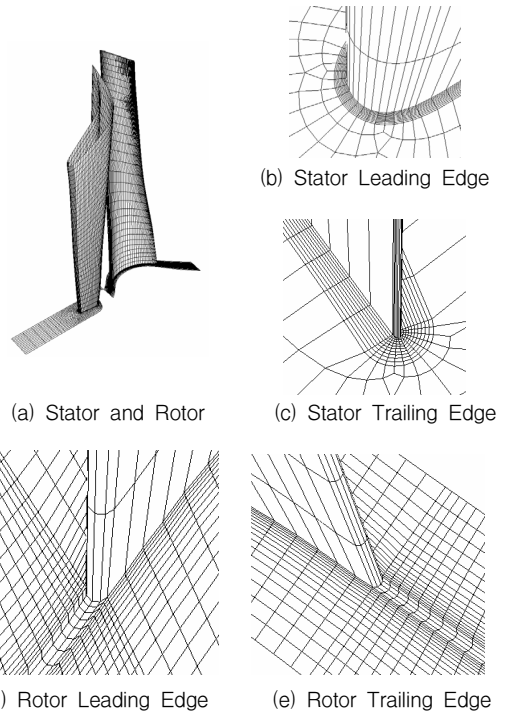 (b) Stator Leading Edge
(a) Stator and Rotor
(c) Stator Trailing Edge
) Rotor Leading Edge
(e) Rotor Trailing Edge